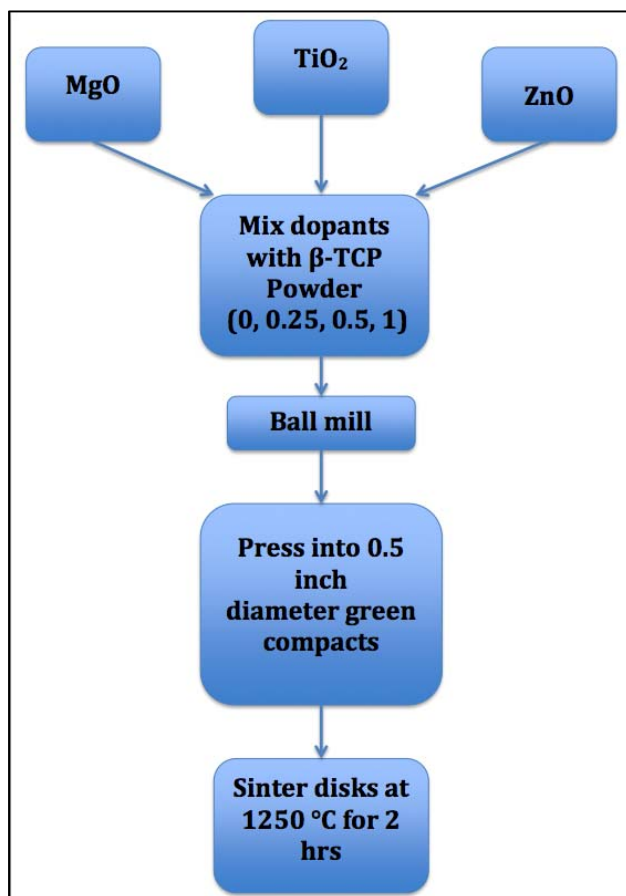 MgO
TiO₂
ZnO
Mix dopants
with β-TCP
Powder
(0, 0.25, 0.5, 1)
Ball mill
Press into 0.5
inch
diameter green
compacts
Sinter disks at
1250 °C for 2
hrs